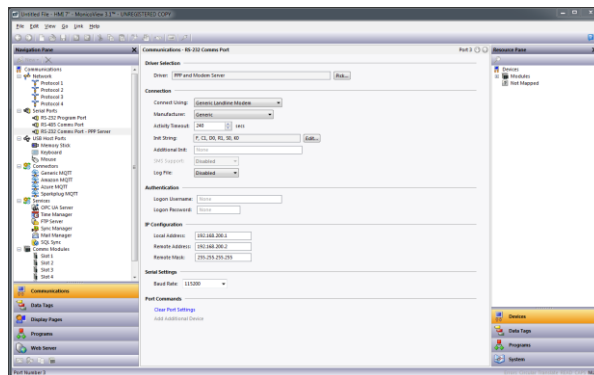 Untitled File - HMI 7" - MonicoView 3.1™ - UNREGISTERED COPY
File Edit View Go Link Help
Navigation Pane
Communications
Network
Protocol 1
Protocol 2
Protocol 3
Protocol 4
Serial Ports
RS-232 Program Port
RS-485 Comms Port
RS-232 Comms Port - PPP Server
USB Host Ports
Memory Stick
Keyboard
Mouse
Connectors
Generic MQTT
Amazon MQTT
Azure MQTT
Sparkplug MQTT
Services
OPC UA Server
Time Manager
FTP Server
Sync Manager
Mail Manager
SQL Sync
Comms Modules
Slot 1
Slot 2
Slot 3
Slot 4
Communications
Data Tags
Display Pages
Programs
Web Server
Port Number 3
Communications - RS-232 Comms Port
Port 3
Driver Selection
Driver: PPP and Modem Server Pick...
Connection
Connect Using: Generic Landline Modem
Manufacturer: Generic
Activity Timeout: 240 secs
Init String: Edit...
Additional Init: None
SMS Support: Disabled
Log File: Disabled
Authentication
Logon Username: None
Logon Password: None
IP Configuration
Local Address: 192.168.200.1
Remote Address: 192.168.200.2
Remote Mask: 255.255.255.255
Serial Settings
Baud Rate: 115200
Port Commands
Clear Port Settings
Add Additional Device
Resource Pane
Devices
Modules
Not Mapped
Devices
Data Tags
Programs
System